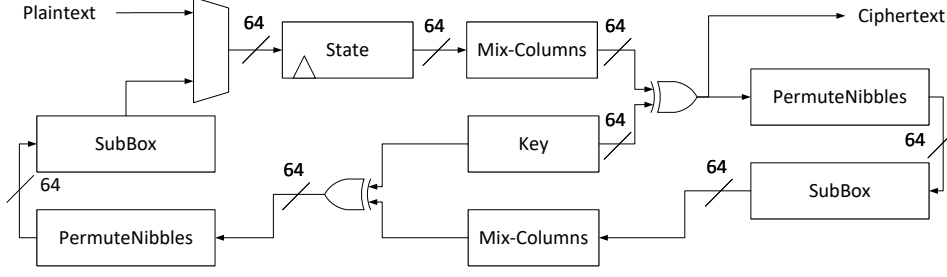 Plaintext
Ciphertext
64
64
64
State
Mix-Columns
PermuteNibbles
SubBox
Key
64
64
64
64
64
SubBox
PermuteNibbles
Mix-Columns